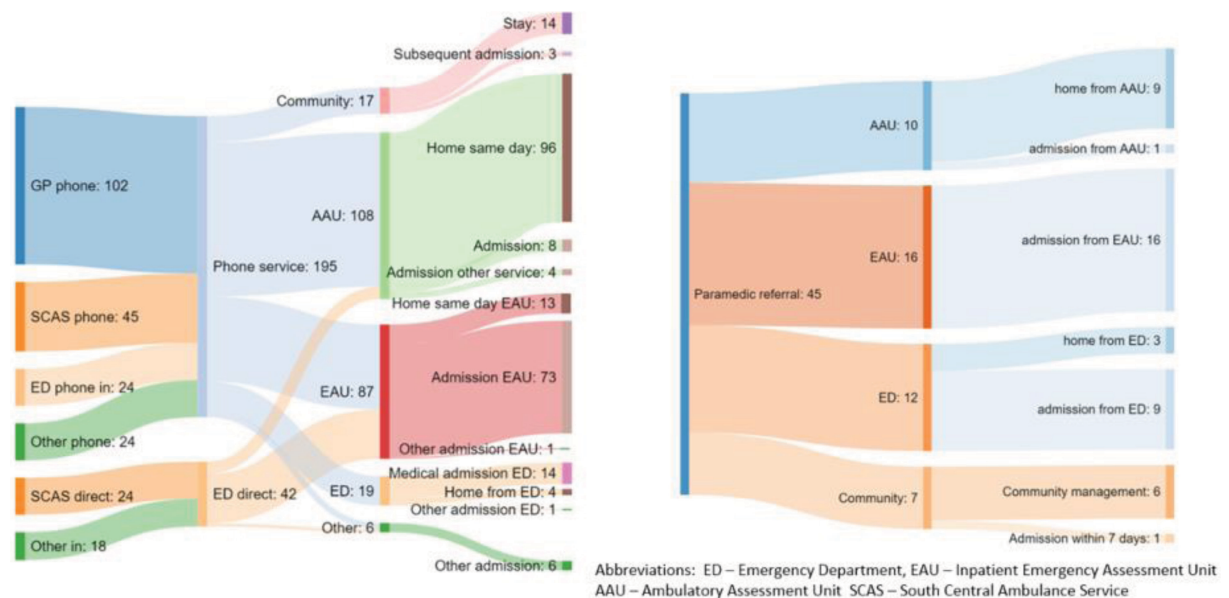 Stay: 14
Subsequent admission: 3
Community: 17
Home same day: 96
GP phone: 102
AAU: 108
Admission: 8
Phone service: 195
Admission other service: 4
Home same day EAU: 13
SCAS phone: 45
Admission EAU: 73
ED phone in: 24
EAU: 87
Other phone: 24
Other admission EAU: 1
Medical admission ED: 14
SCAS direct: 24
ED direct: 42
ED: 19
Home from ED: 4
Other admission ED: 1
Other: 6
Other in: 18
Other admission: 6
home from AAU: 9
AAU: 10
admission from AAU: 1
admission from EAU: 16
EAU: 16
Paramedic referral: 45
home from ED: 3
ED: 12
admission from ED: 9
Community: 7
Community management: 6
Admission within 7 days: 1
Abbreviations: ED – Emergency Department, EAU – Inpatient Emergency Assessment Unit
AAU – Ambulatory Assessment Unit SCAS – South Central Ambulance Service